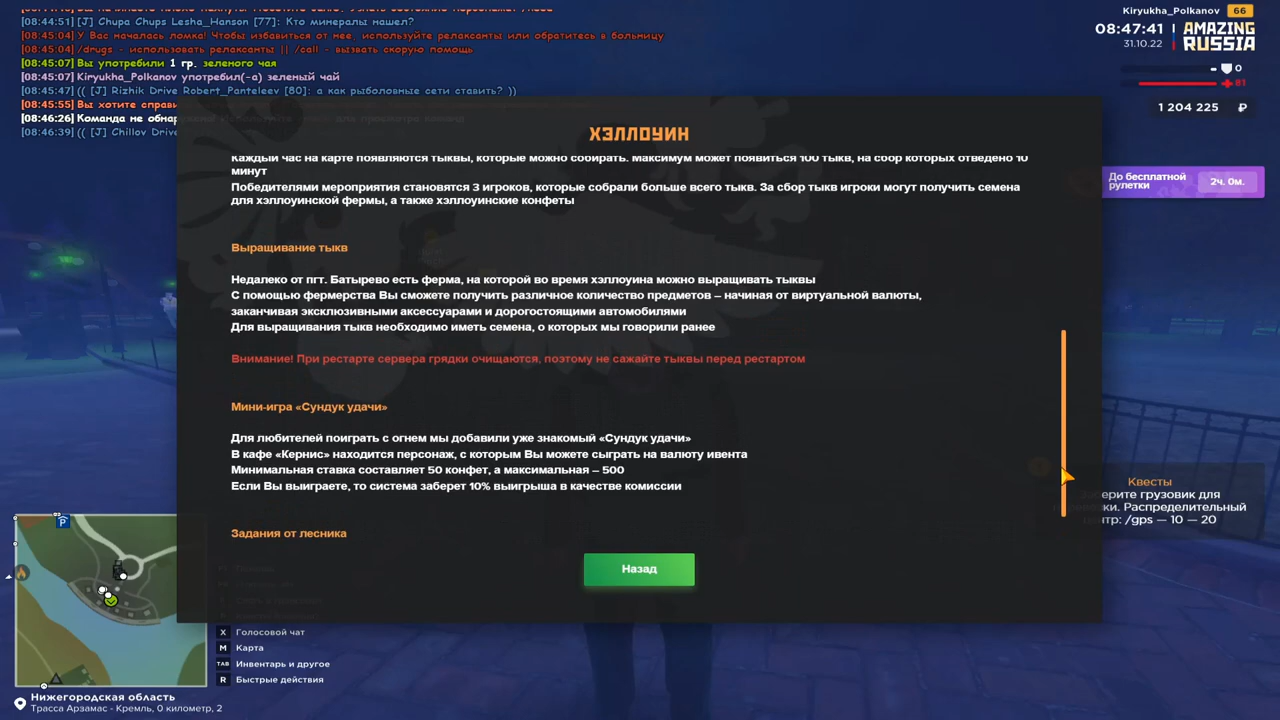 [08:44:51] [J] Chupa Chups Lesha_Hanson [77]: Кто минералы нашел?
[08:45:04] У Вас началась ломка! Чтобы избавиться от нее, используйте релаксанты или обратитесь в больницу
[08:45:04] /drugs - использовать релаксанты || /call - вызвать скорую помощь
[08:45:07] Вы употребили 1 гр. зеленого чая
[08:45:07] Kiryukha_Polkanov употребил(-а) зеленый чай
[08:45:47] (( [J] Rizhik Drive Robert_Panteleev [80]: а как рыболовные сети ставить? ))
[08:45:55] Вы хотите
[08:46:26] Команда не
[08:46:39] (( [J] Chillov Drive
Kiryukha_Polkanov 66
08:47:41
31.10.22
AMAZING
RUSSIA
0
81
1 204 225 ₽
До бесплатной
рулетки
2ч. 0м.
ХЭЛЛОУИН
Каждый час на карте появляются тыквы, которые можно собирать. Максимум может появиться 100 тыкв, на сбор которых отведено 10
минут
Победителями мероприятия становятся 3 игроков, которые собрали больше всего тыкв. За сбор тыкв игроки могут получить семена
для хэллоуинской фермы, а также хэллоуинские конфеты
Выращивание тыкв
Недалеко от пгт. Батырево есть ферма, на которой во время хэллоуина можно выращивать тыквы
С помощью фермерства Вы сможете получить различное количество предметов – начиная от виртуальной валюты,
заканчивая эксклюзивными аксессуарами и дорогостоящими автомобилями
Для выращивания тыкв необходимо иметь семена, о которых мы говорили ранее
Внимание! При рестарте сервера грядки очищаются, поэтому не сажайте тыквы перед рестартом
Мини-игра «Сундук удачи»
Для любителей поиграть с огнем мы добавили уже знакомый «Сундук удачи»
В кафе «Кернис» находится персонаж, с которым Вы можете сыграть на валюту ивента
Минимальная ставка составляет 50 конфет, а максимальная – 500
Если Вы выиграете, то система заберет 10% выигрыша в качестве комиссии
Задания от лесника
Назад
Квесты
грузовик для
Распределительный
/gps — 10 — 20
X Голосовой чат
M Карта
TAB Инвентарь и другое
R Быстрые действия
Нижегородская область
Трасса Арзамас - Кремль, 0 километр, 2